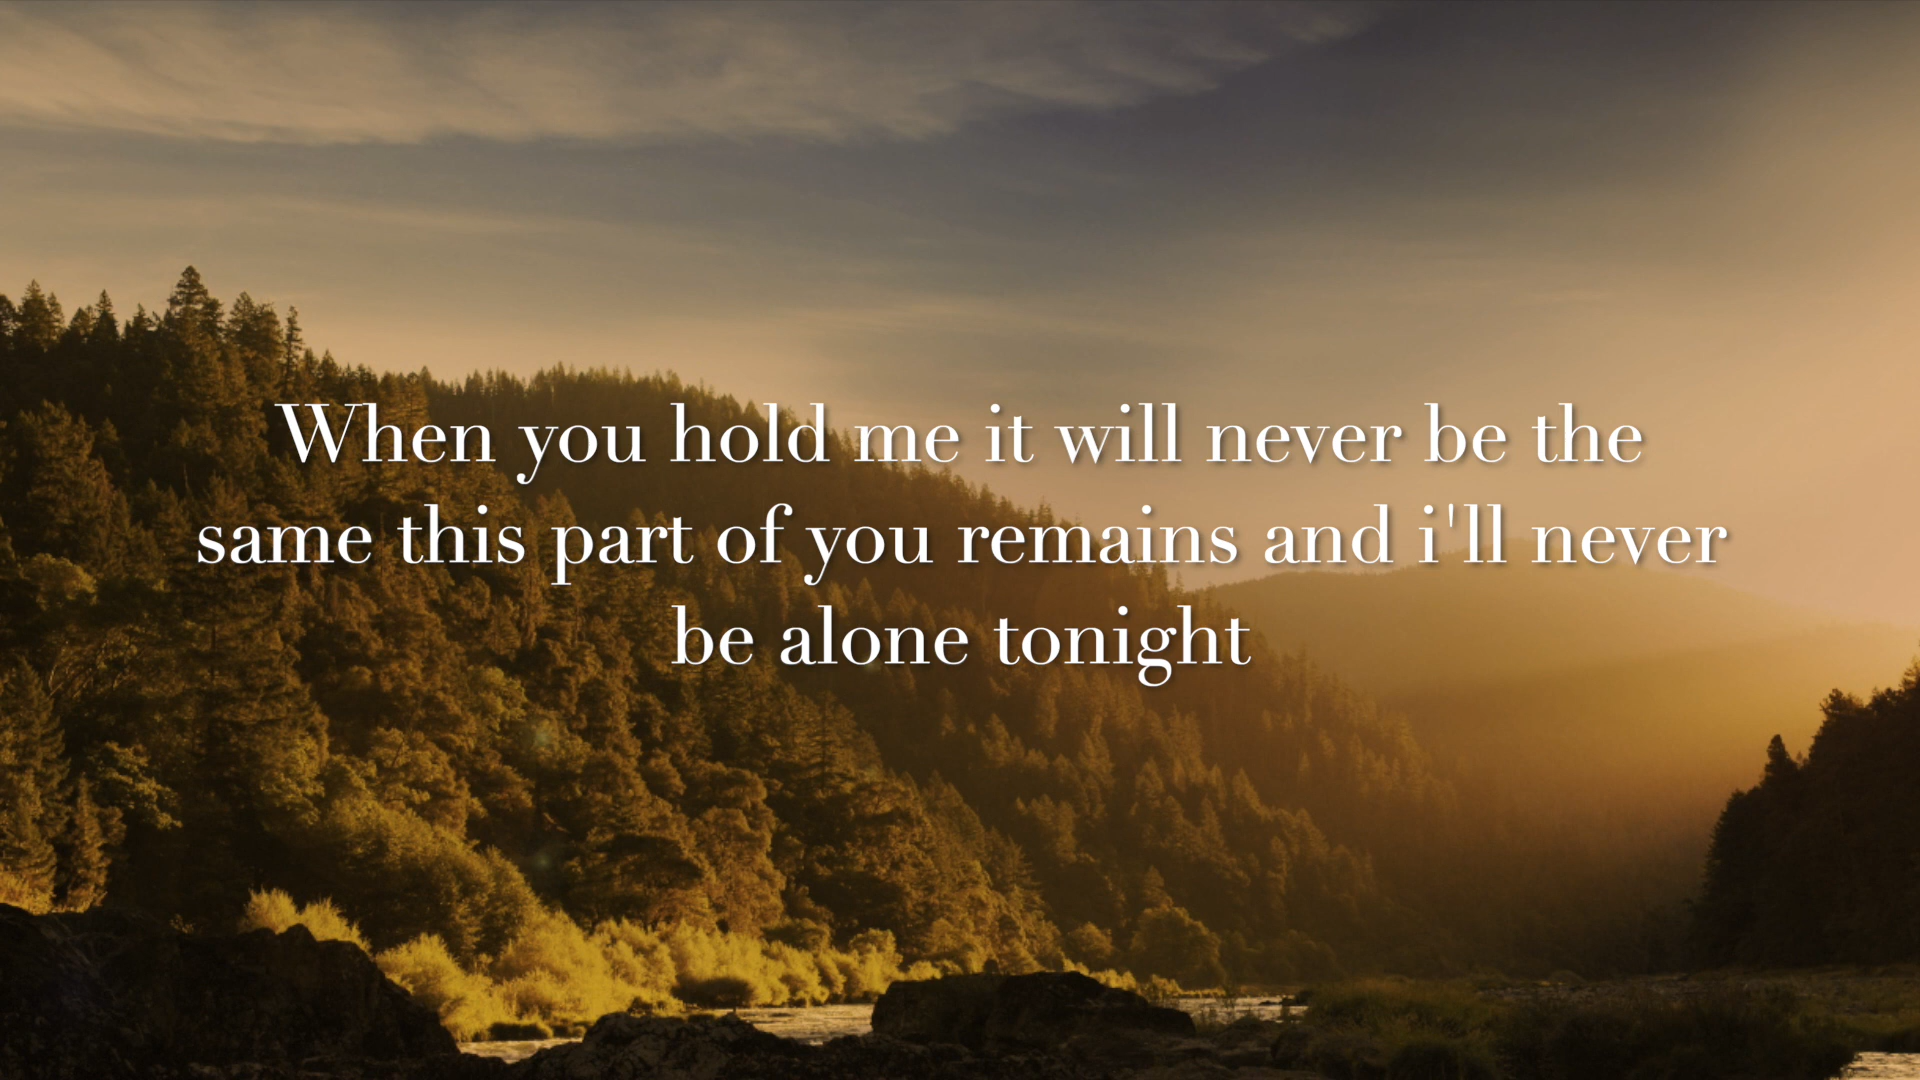 When you hold me it will never be the
same this part of you remains and i'll never
be alone tonight